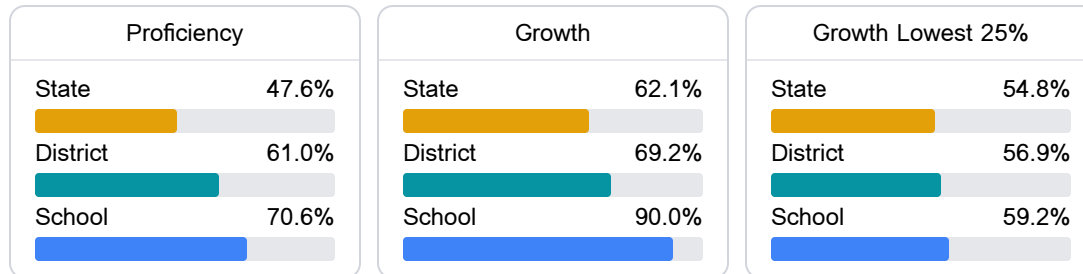 Proficiency
State 47.6%
District 61.0%
School 70.6%
Growth
State 62.1%
District 69.2%
School 90.0%
Growth Lowest 25%
State 54.8%
District 56.9%
School 59.2%